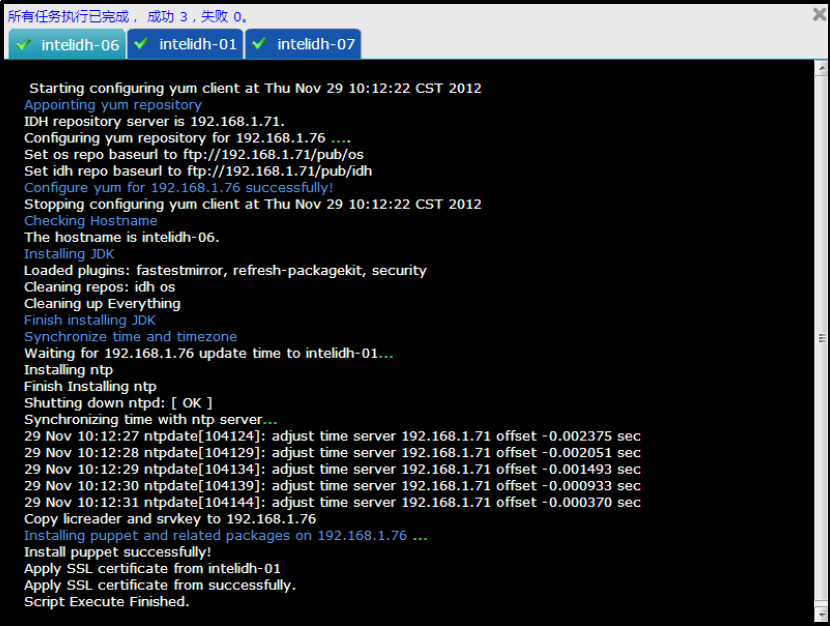 所有任务执行已完成， 成功 3，失败 0。
intelidh-06 intelidh-01 intelidh-07
Starting configuring yum client at Thu Nov 29 10:12:22 CST 2012
Appointing yum repository
IDH repository server is 192.168.1.71.
Configuring yum repository for 192.168.1.76 ....
Set os repo baseurl to ftp://192.168.1.71/pub/os
Set idh repo baseurl to ftp://192.168.1.71/pub/idh
Configure yum for 192.168.1.76 successfully!
Stopping configuring yum client at Thu Nov 29 10:12:22 CST 2012
Checking Hostname
The hostname is intelidh-06.
Installing JDK
Loaded plugins: fastestmirror, refresh-packagekit, security
Cleaning repos: idh os
Cleaning up Everything
Finish installing JDK
Synchronize time and timezone
Waiting for 192.168.1.76 update time to intelidh-01...
Installing ntp
Finish Installing ntp
Shutting down ntpd: [ OK ]
Synchronizing time with ntp server...
29 Nov 10:12:27 ntpdate[104124]: adjust time server 192.168.1.71 offset -0.002375 sec
29 Nov 10:12:28 ntpdate[104129]: adjust time server 192.168.1.71 offset -0.002051 sec
29 Nov 10:12:29 ntpdate[104134]: adjust time server 192.168.1.71 offset -0.001493 sec
29 Nov 10:12:30 ntpdate[104139]: adjust time server 192.168.1.71 offset -0.000933 sec
29 Nov 10:12:31 ntpdate[104144]: adjust time server 192.168.1.71 offset -0.000370 sec
Copy licreader and srvkey to 192.168.1.76
Installing puppet and related packages on 192.168.1.76 ...
Install puppet successfully!
Apply SSL certificate from intelidh-01
Apply SSL certificate from successfully.
Script Execute Finished.